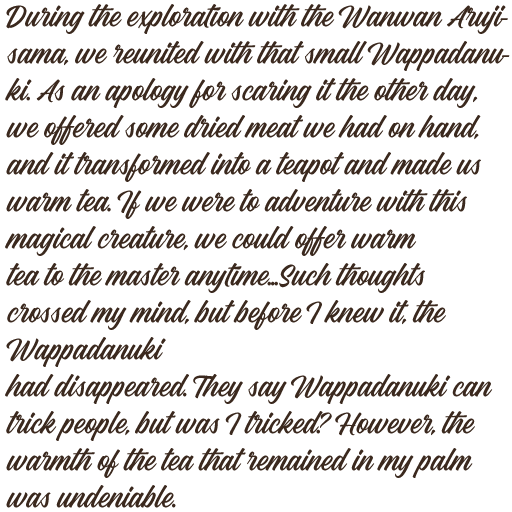 During the exploration with the Wanwan Aruji-
sama, we reunited with that small Wappadanu-
ki. As an apology for scaring it the other day,
we offered some dried meat we had on hand,
and it transformed into a teapot and made us
warm tea. If we were to adventure with this
magical creature, we could offer warm
tea to the master anytime...Such thoughts
crossed my mind, but before I knew it, the
Wappadanuki
had disappeared. They say Wappadanuki can
trick people, but was I tricked? However, the
warmth of the tea that remained in my palm
was undeniable.